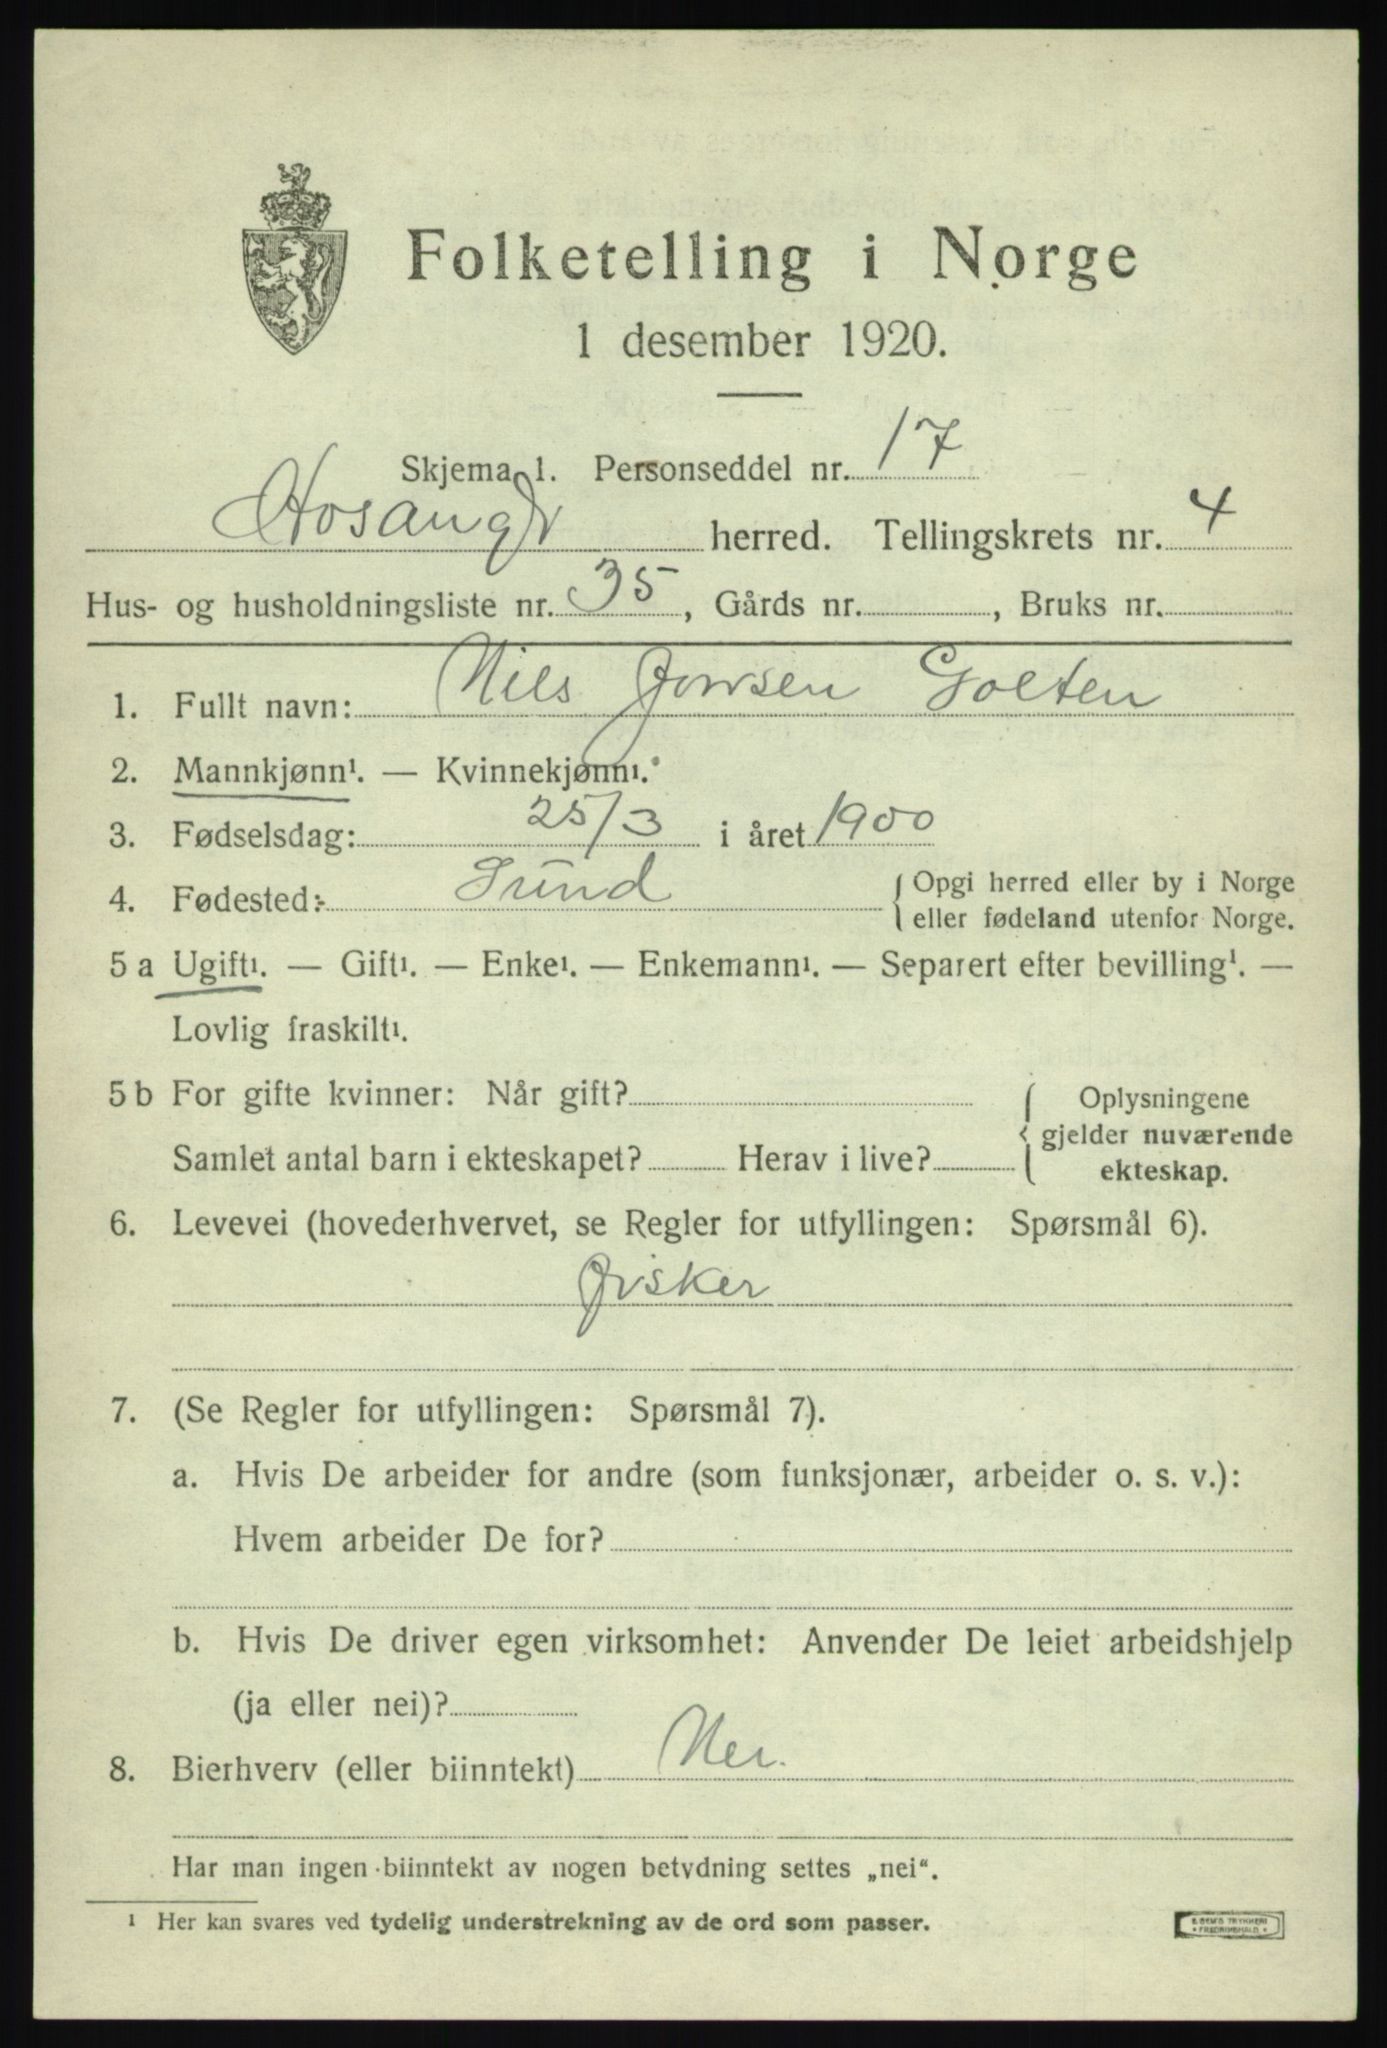 Folketelling i Norge
1 desember 1920.
Skjema 1. Personseddel nr. 17
Hosangr herred. Tellingskrets nr. 4
Hus- og husholdningsliste nr. 35, Gårds nr. , Bruks nr.
1. Fullt navn: Nils Jonsen Golten
2. Mannkjønn¹. — Kvinnekjønn¹.
3. Fødselsdag: 25/3 i året 1900
4. Fødested: Sund { Opgi herred eller by i Norge
eller fødeland utenfor Norge.
5 a Ugift¹. — Gift¹. — Enke¹. — Enkemann¹. — Separert efter bevilling¹. —
Lovlig fraskilt¹.
5 b For gifte kvinner: Når gift? { Oplysningene
gjelder nuværende
Samlet antal barn i ekteskapet? Herav i live? ekteskap.
6. Levevei (hovederhvervet, se Regler for utfyllingen: Spørsmål 6).
Fisker
7. (Se Regler for utfyllingen: Spørsmål 7).
a. Hvis De arbeider for andre (som funksjonær, arbeider o. s. v.):
Hvem arbeider De for?
b. Hvis De driver egen virksomhet: Anvender De leiet arbeidshjelp
(ja eller nei)?
8. Bierhverv (eller biinntekt) Nei.
Har man ingen biinntekt av nogen betydning settes „nei“.
¹ Her kan svares ved tydelig understrekning av de ord som passer.
TRYKKERI
FREDRIKSHALD